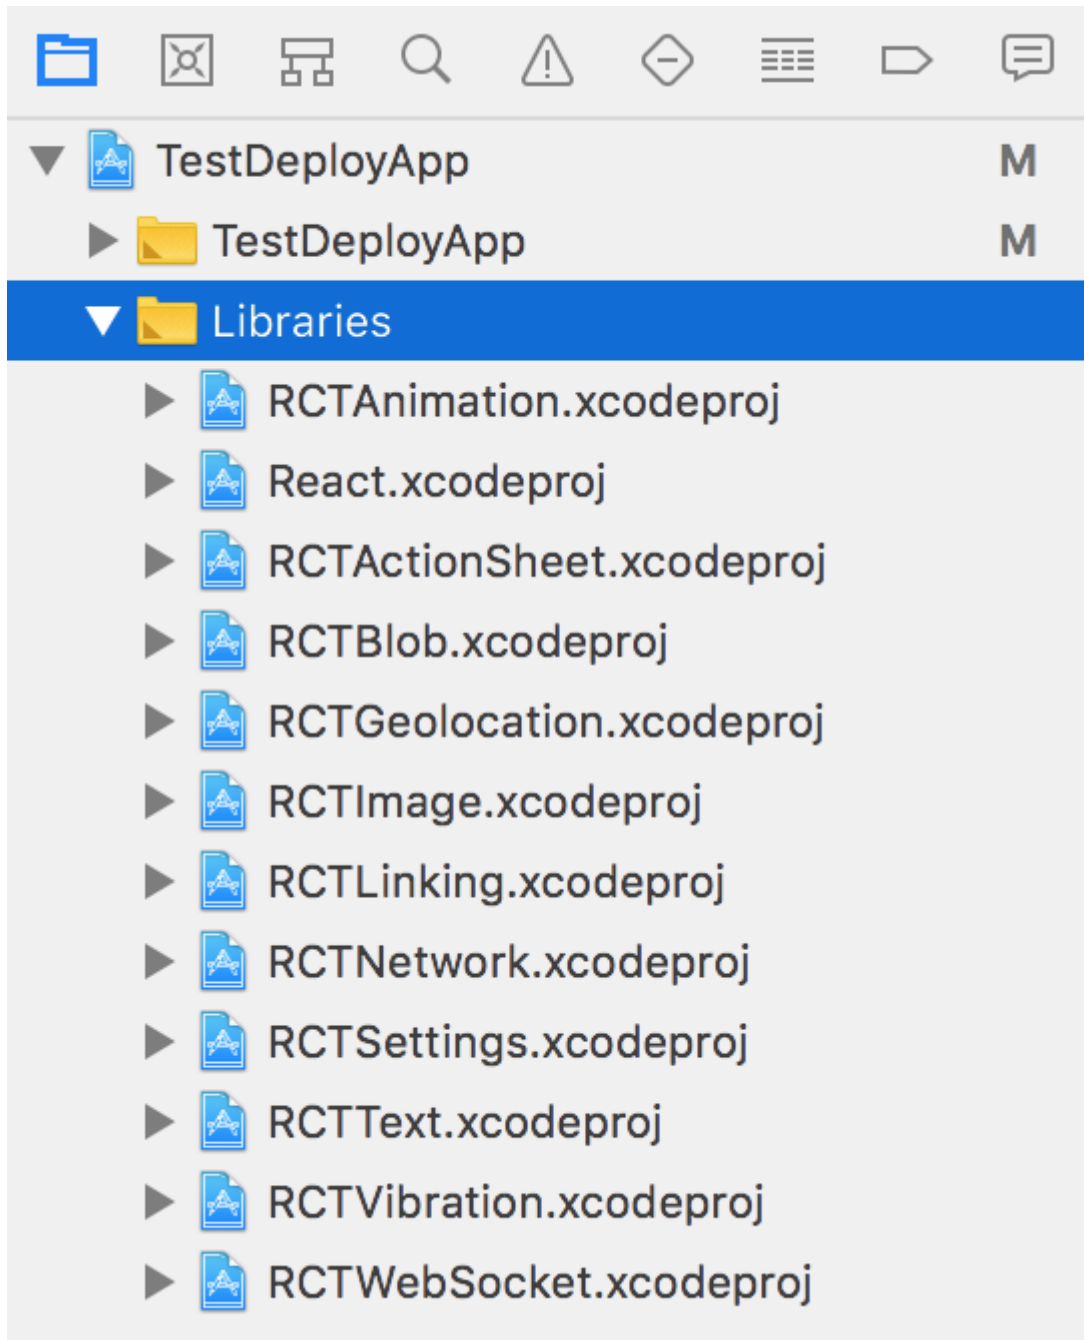 TestDeployApp M
TestDeployApp M
Libraries
RCTAnimation.xcodeproj
React.xcodeproj
RCTActionSheet.xcodeproj
RCTBlob.xcodeproj
RCTGeolocation.xcodeproj
RCTImage.xcodeproj
RCTLinking.xcodeproj
RCTNetwork.xcodeproj
RCTSettings.xcodeproj
RCTText.xcodeproj
RCTVibration.xcodeproj
RCTWebSocket.xcodeproj